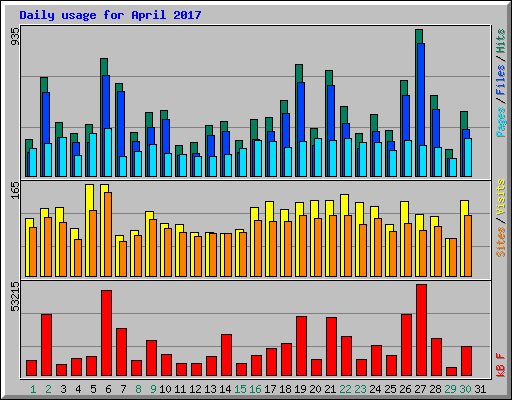 Daily usage for April 2017
935
Pages / Files / Hits
165
Sites / Visits
53215
kB F
1 2 3 4 5 6 7 8 9 10 11 12 13 14 15 16 17 18 19 20 21 22 23 24 25 26 27 28 29 30 31